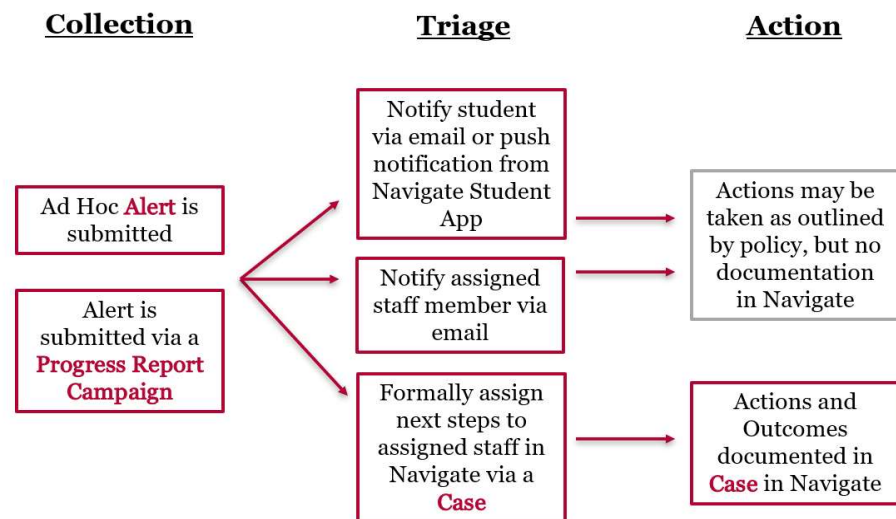 Collection
Ad Hoc Alert is
submitted
Alert is
submitted via a
Progress Report
Campaign
Triage
Notify student
via email or push
notification from
Navigate Student
App
Notify assigned
staff member via
email
Formally assign
next steps to
assigned staff in
Navigate via a
Case
Action
Actions may be
taken as outlined
by policy, but no
documentation
in Navigate
Actions and
Outcomes
documented in
Case in Navigate